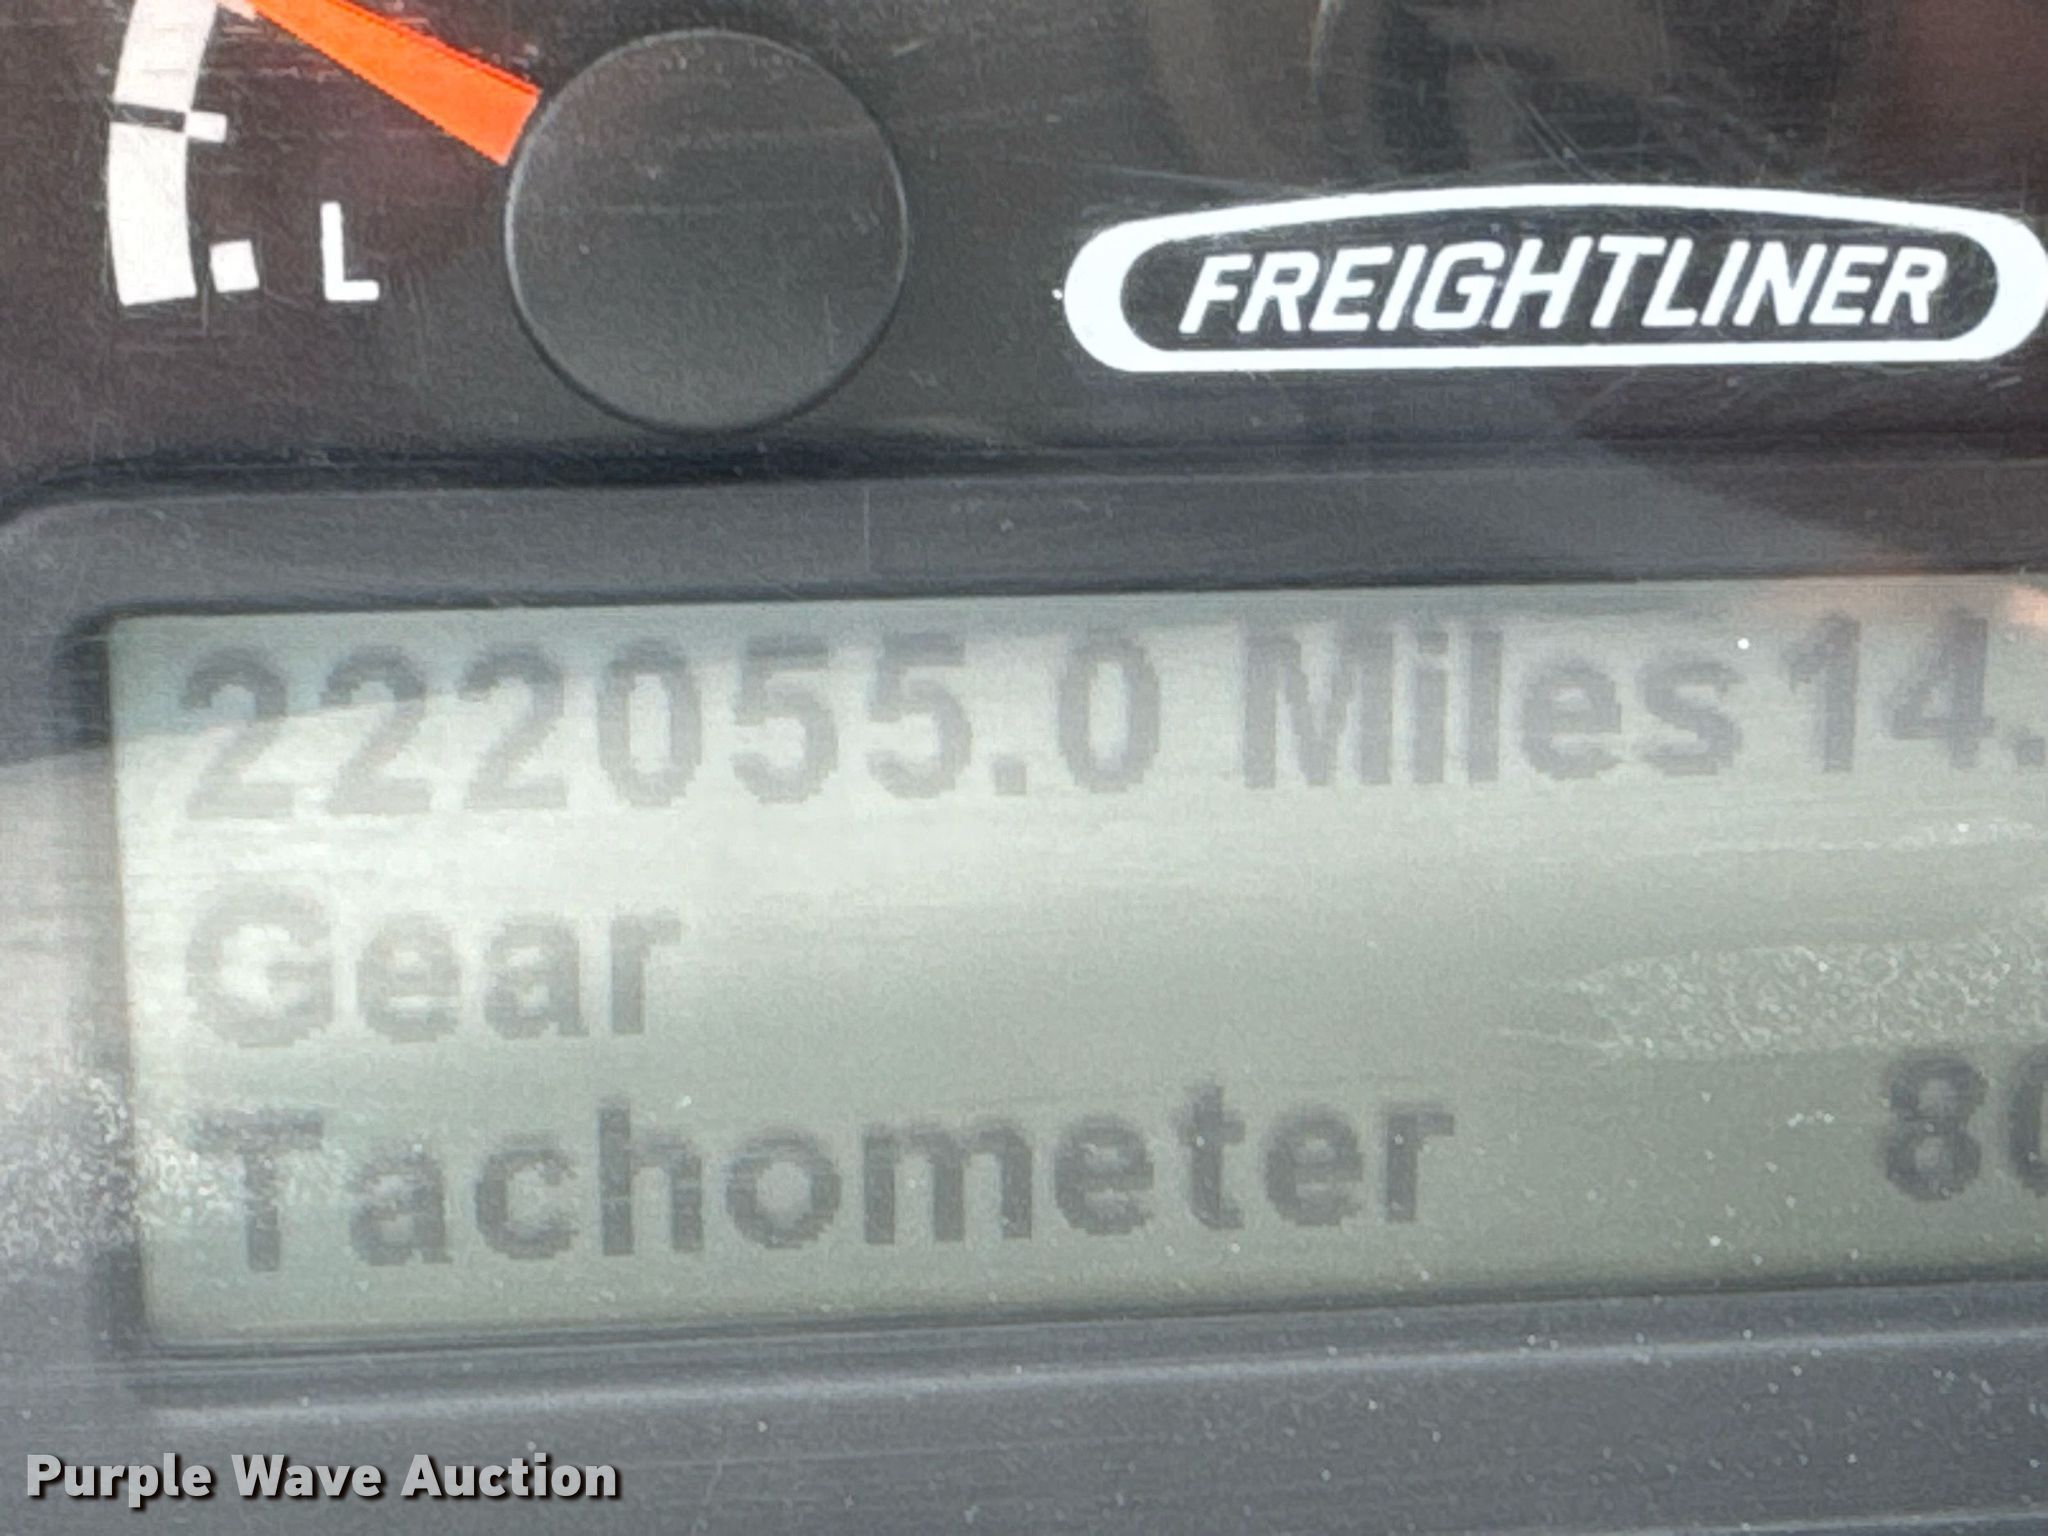 L
FREIGHTLINER
222055.0 Miles 14.
Gear
Tachometer 80
Purple Wave Auction